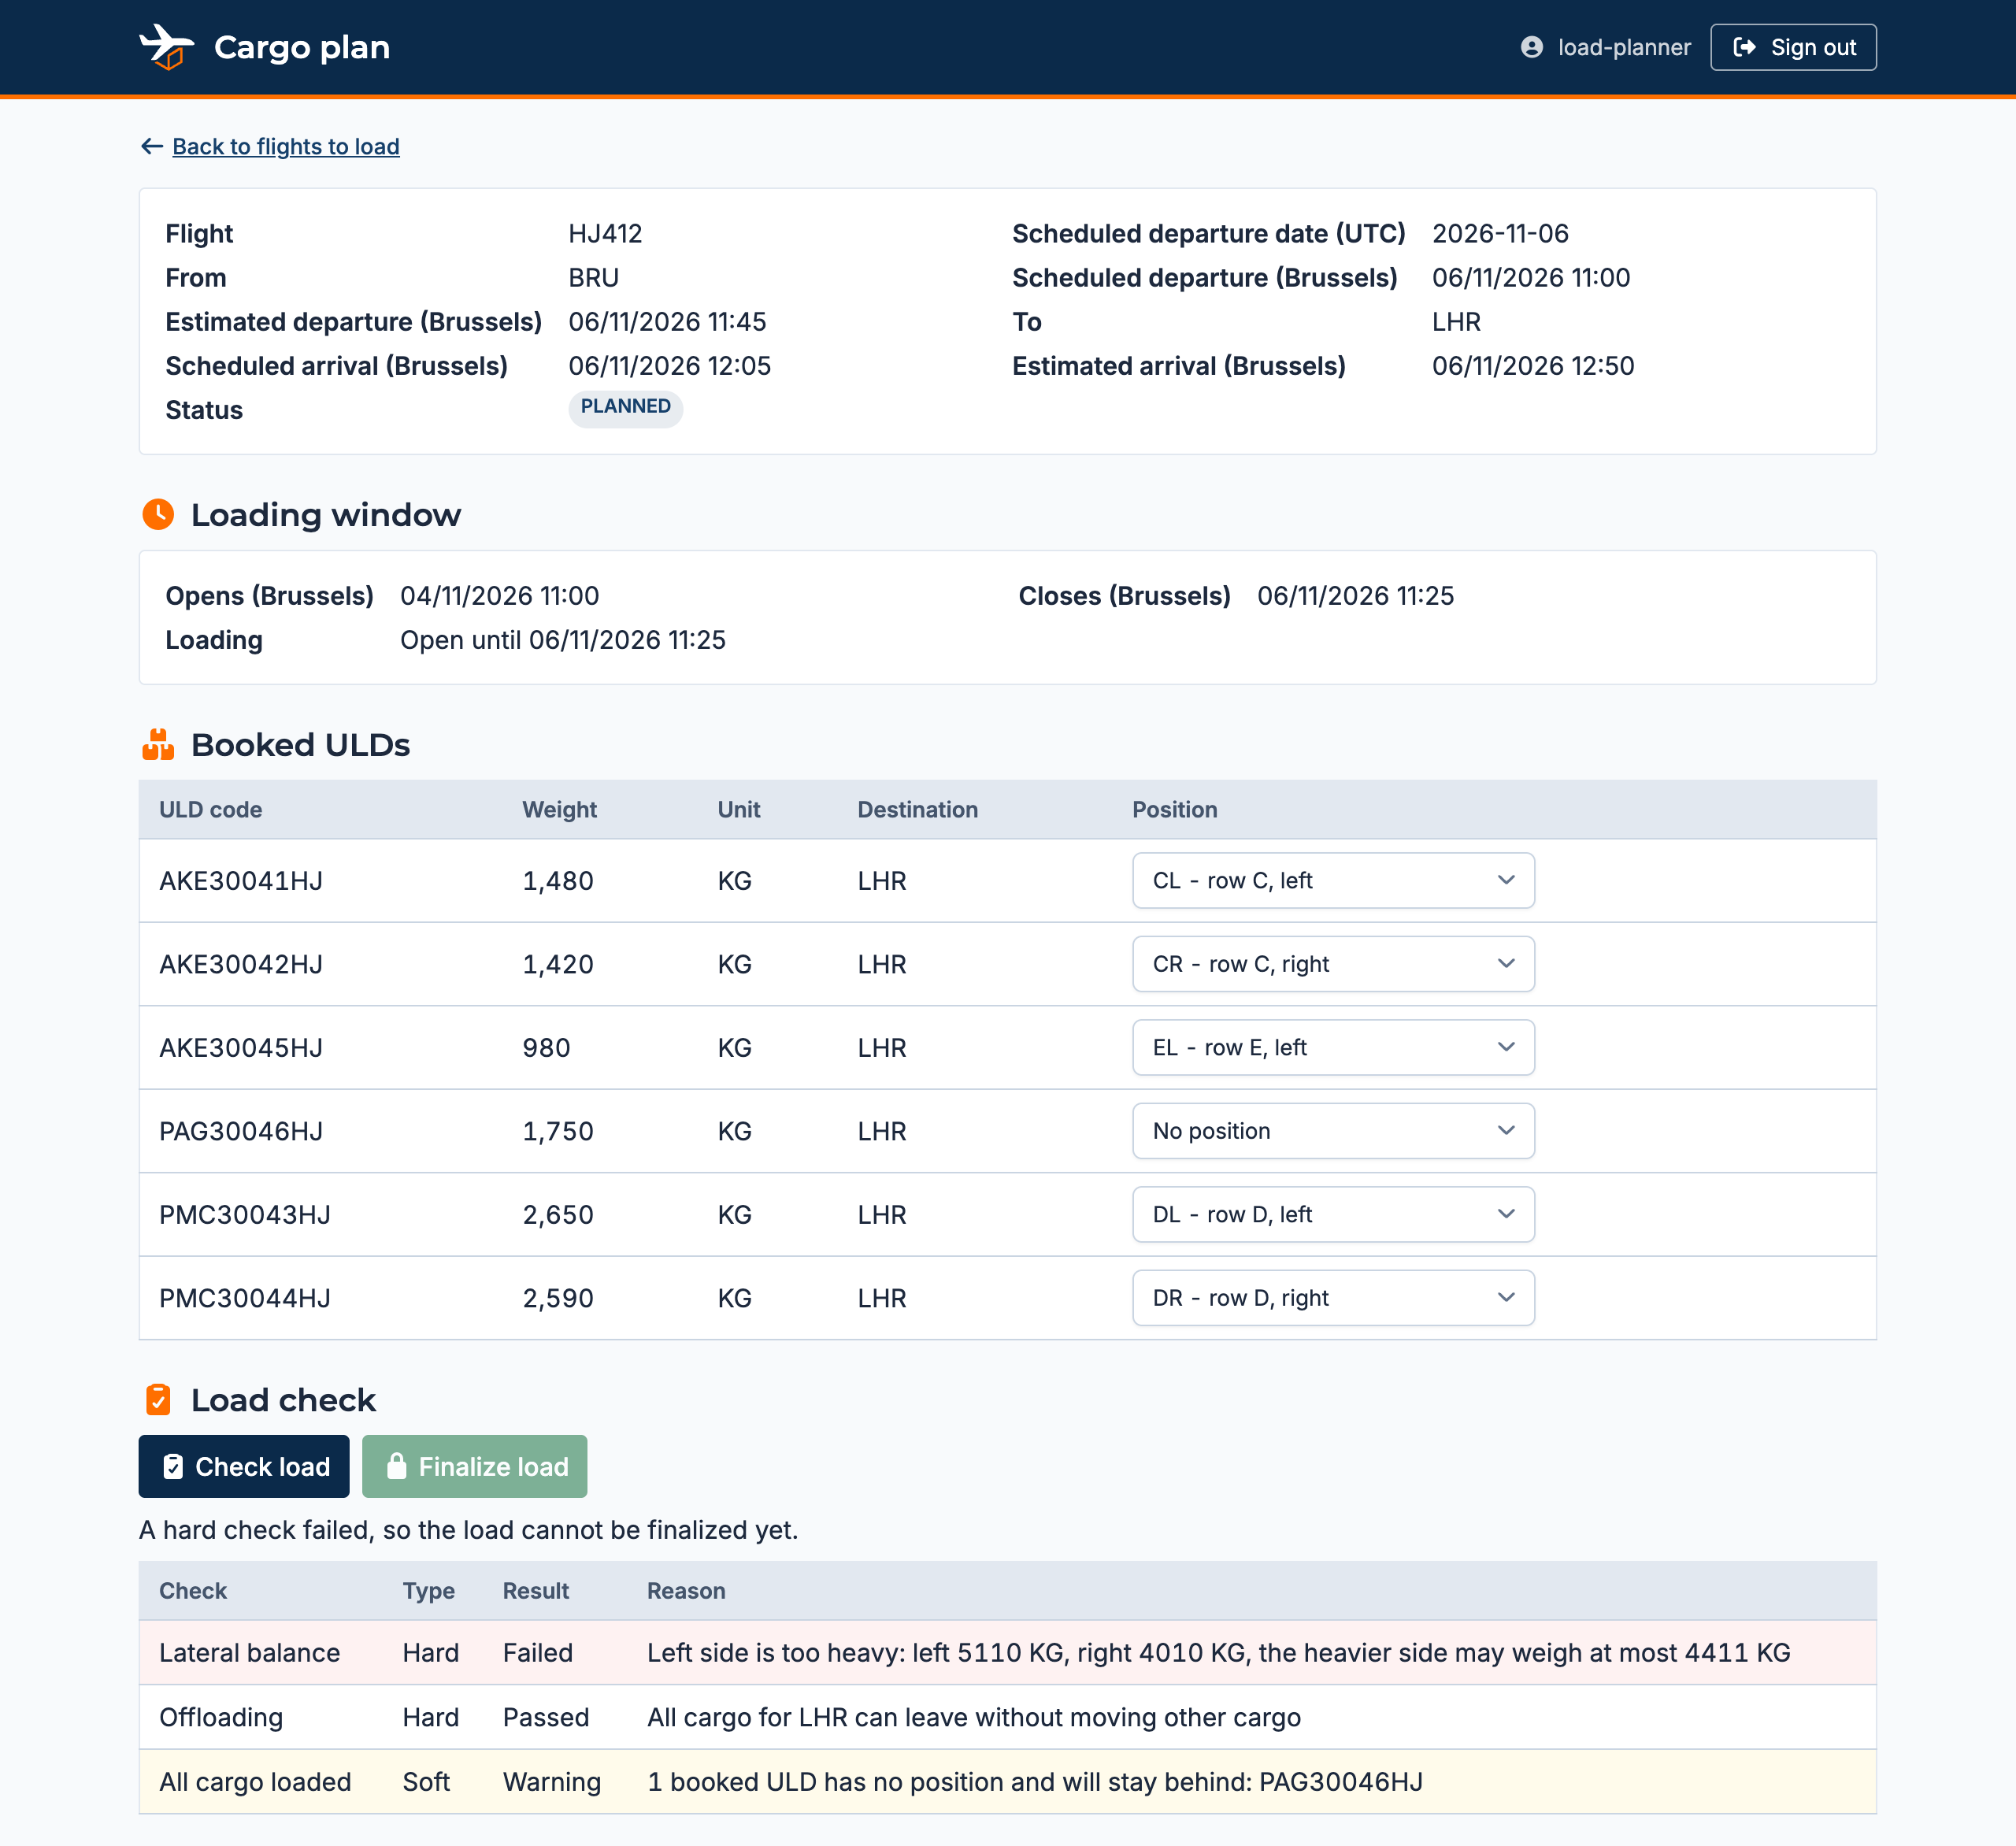 Cargo plan
load-planner
Sign out
Back to flights to load
Flight HJ412 Scheduled departure date (UTC) 2026-11-06
From BRU Scheduled departure (Brussels) 06/11/2026 11:00
Estimated departure (Brussels) 06/11/2026 11:45 To LHR
Scheduled arrival (Brussels) 06/11/2026 12:05 Estimated arrival (Brussels) 06/11/2026 12:50
Status PLANNED
Loading window
Opens (Brussels) 04/11/2026 11:00 Closes (Brussels) 06/11/2026 11:25
Loading Open until 06/11/2026 11:25
Booked ULDs
ULD code Weight Unit Destination Position
AKE30041HJ 1,480 KG LHR CL - row C, left
AKE30042HJ 1,420 KG LHR CR - row C, right
AKE30045HJ 980 KG LHR EL - row E, left
PAG30046HJ 1,750 KG LHR No position
PMC30043HJ 2,650 KG LHR DL - row D, left
PMC30044HJ 2,590 KG LHR DR - row D, right
Load check
Check load
Finalize load
A hard check failed, so the load cannot be finalized yet.
Check Type Result Reason
Lateral balance Hard Failed Left side is too heavy: left 5110 KG, right 4010 KG, the heavier side may weigh at most 4411 KG
Offloading Hard Passed All cargo for LHR can leave without moving other cargo
All cargo loaded Soft Warning 1 booked ULD has no position and will stay behind: PAG30046HJ